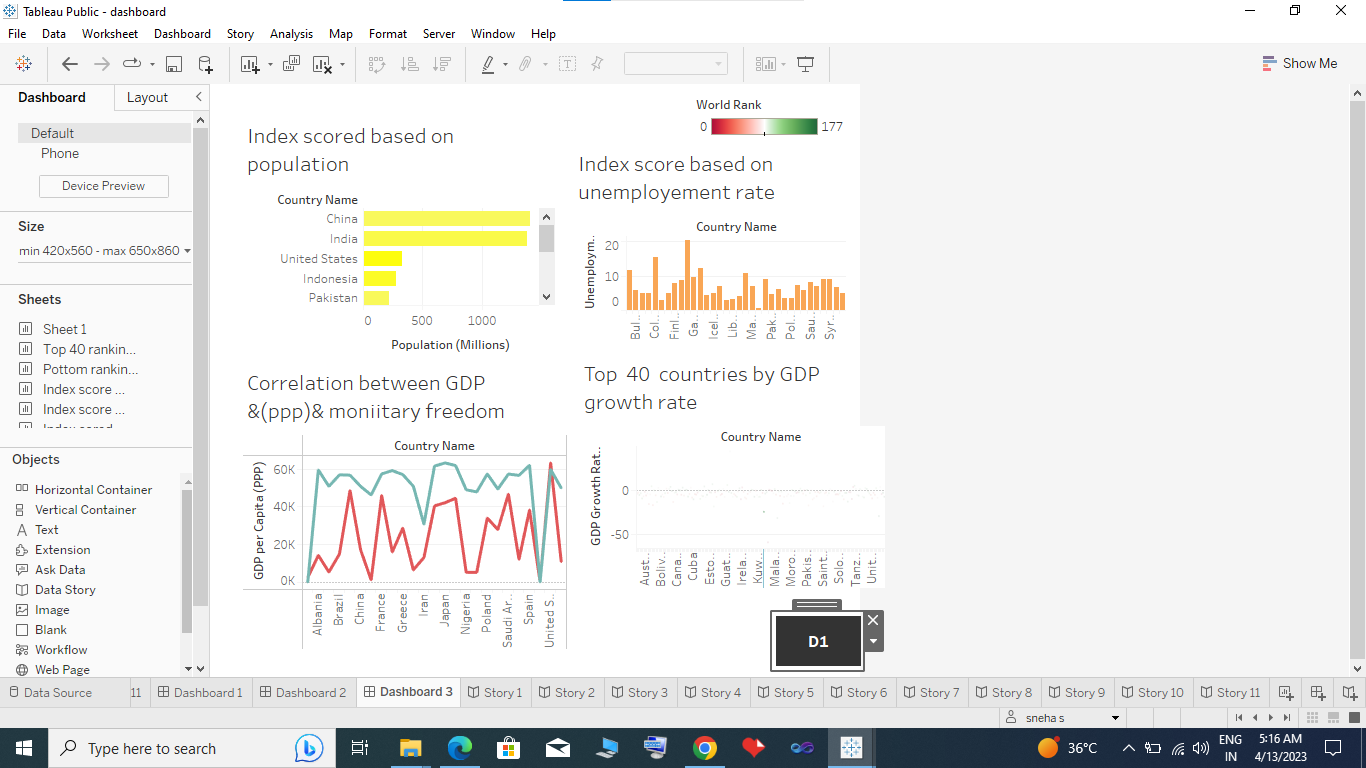 Tableau Public - dashboard
File Data Worksheet Dashboard Story Analysis Map Format Server Window Help
Show Me
Dashboard Layout
Default
Phone
Device Preview
Size
min 420x560 - max 650x860
Sheets
Sheet 1
Top 40 rankin...
Pottom rankin...
Index score ...
Index score ...
Objects
Horizontal Container
Vertical Container
Text
Extension
Ask Data
Data Story
Image
Blank
Workflow
Web Page
World Rank
0 177
Index scored based on
population
Country Name
China
India
United States
Indonesia
Pakistan
0 500 1000
Population (Millions)
Index score based on
unemployement rate
Country Name
Unemploym..
20
10
0
Bul..
Col..
Finl..
Ga..
Icel..
Lib..
Ma..
Pak..
Pol..
Sau..
Syr..
Correlation between GDP
&(ppp)& moniitary freedom
Country Name
GDP per Capita (PPP)
60K
40K
20K
0K
Albania
Brazil
China
France
Greece
Iran
Japan
Nigeria
Poland
Saudi Ar..
Spain
United S..
Top 40 countries by GDP
growth rate
Country Name
GDP Growth Rat..
0
-50
Aust..
Boliv..
Cana..
Cuba
Esto..
Guat..
Irela..
Kuw..
Mala..
Moro..
Pakis..
Saint..
Solo..
Tanz..
Unit..
D1
Data Source 11 Dashboard 1 Dashboard 2 Dashboard 3 Story 1 Story 2 Story 3 Story 4 Story 5 Story 6 Story 7 Story 8 Story 9 Story 10 Story 11
sneha s
Type here to search
36°C
ENG
IN
5:16 AM
4/13/2023